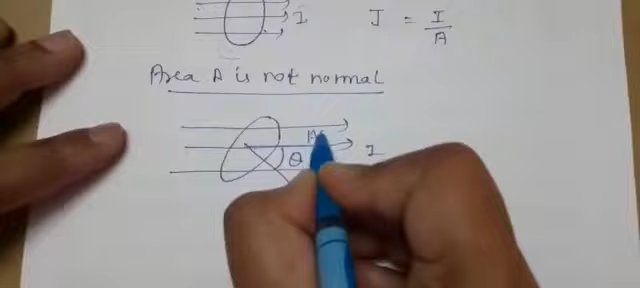 I J = I/A
Area A is not normal
A
θ I